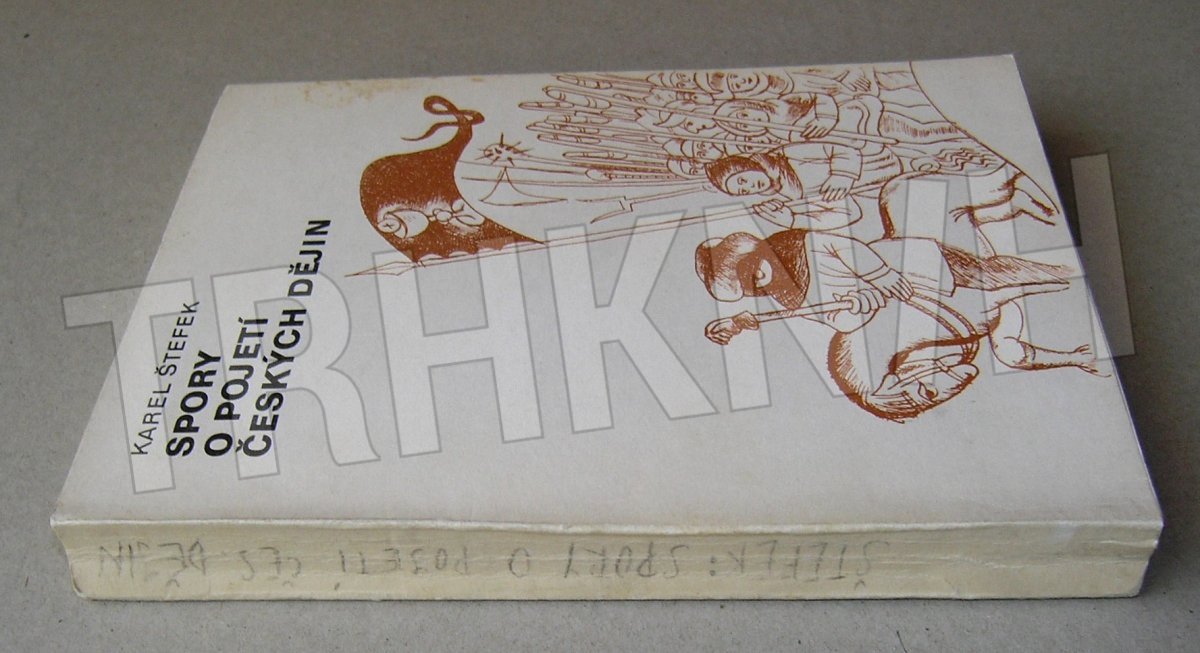 KAREL ŠTEFEK
SPORY
O POJETÍ
ČESKÝCH DĚJIN
ŠTEFEK: SPORY O POJETÍ ČES. DĚJIN
TRHKNIH